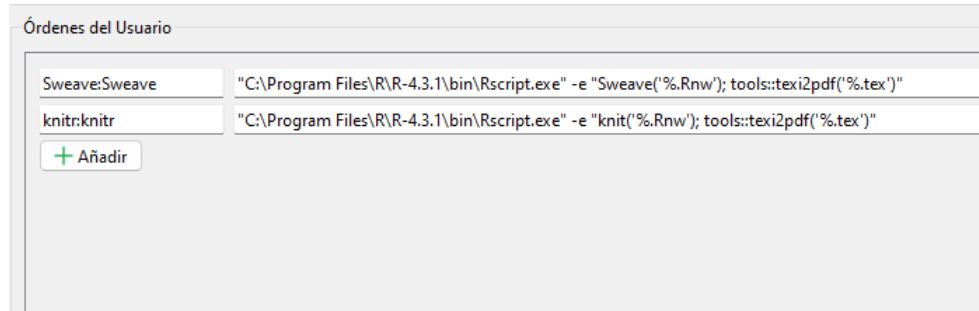 Órdenes del Usuario
Sweave:Sweave "C:\Program Files\R\R-4.3.1\bin\Rscript.exe" -e "Sweave('%.Rnw'); tools::texi2pdf('%.tex')"
knitr:knitr "C:\Program Files\R\R-4.3.1\bin\Rscript.exe" -e "knit('%.Rnw'); tools::texi2pdf('%.tex')"
+ Añadir